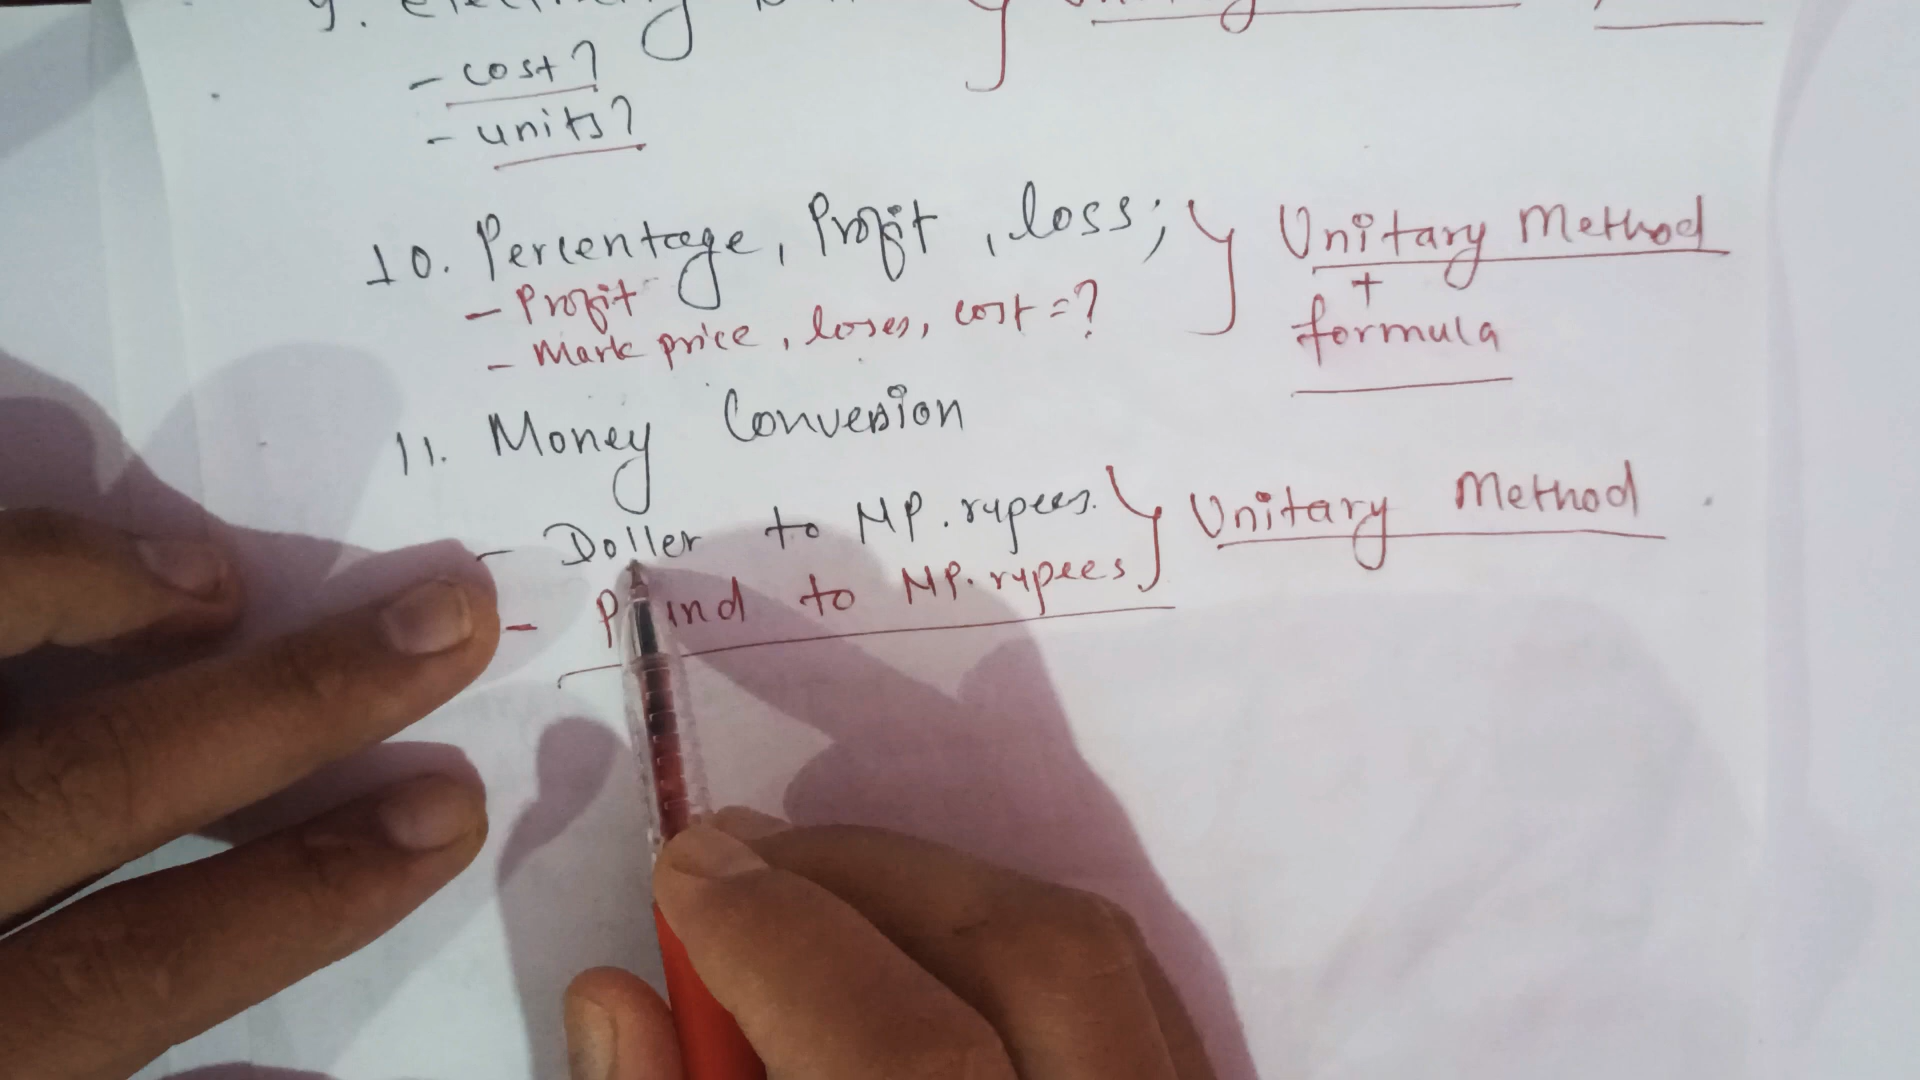 9.
- cost?
- units?
10. Percentage, Profit, loss; } Unitary Method
- Profit
+
- Mark price, loses, cost = ?
formula
11. Money Conversion
- Doller to NP. rupees. } Unitary Method
- to NP. rupees